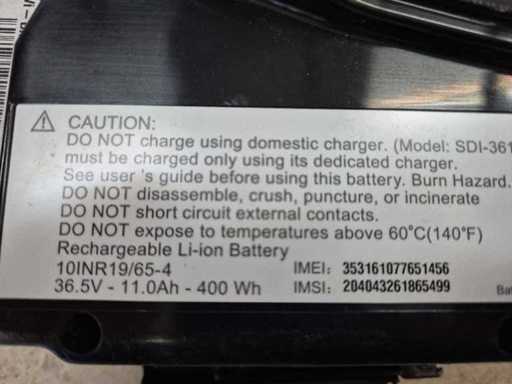 CAUTION:
DO NOT charge using domestic charger. (Model: SDI-361
must be charged only using its dedicated charger.
See user 's guide before using this battery. Burn Hazard.
DO NOT disassemble, crush, puncture, or incinerate
DO NOT short circuit external contacts.
DO NOT expose to temperatures above 60°C(140°F)
Rechargeable Li-ion Battery
10INR19/65-4 IMEI: 353161077651456
36.5V - 11.0Ah - 400 Wh IMSI: 204043261865499
Bat